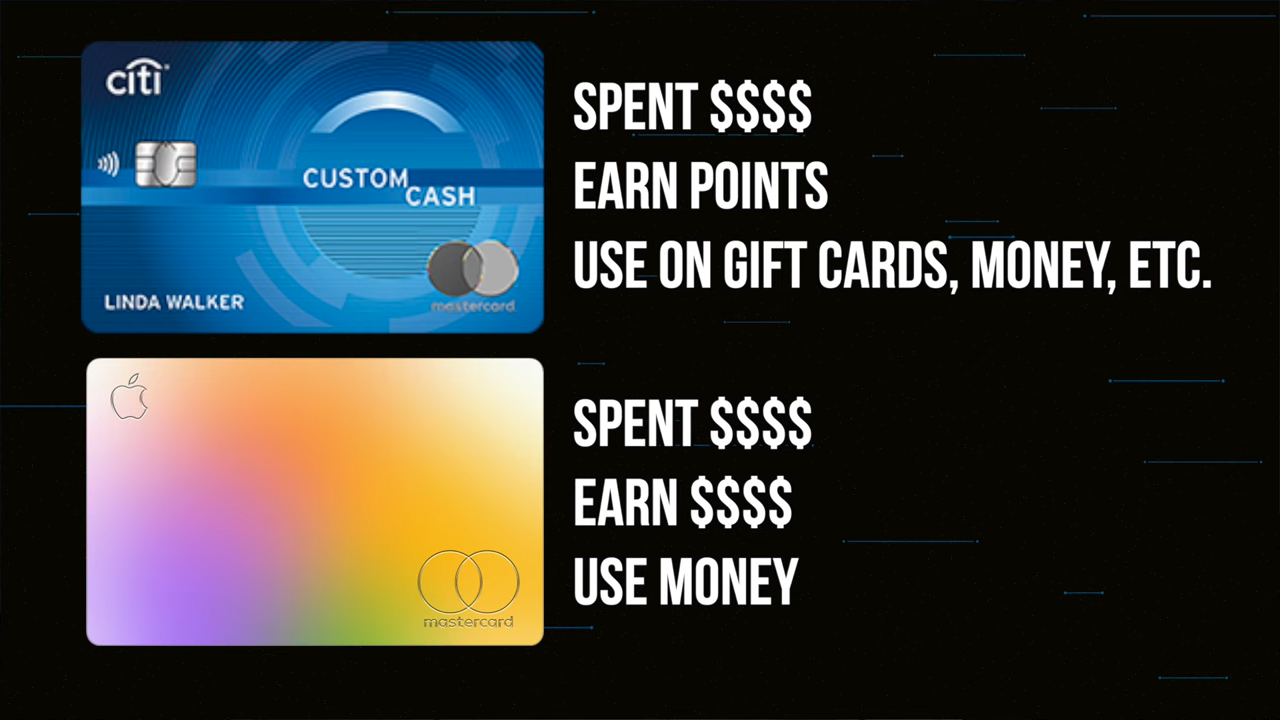 citi
CUSTOM
CASH
LINDA WALKER
mastercard
SPENT $$$$
EARN POINTS
USE ON GIFT CARDS, MONEY, ETC.
mastercard
SPENT $$$$
EARN $$$$
USE MONEY